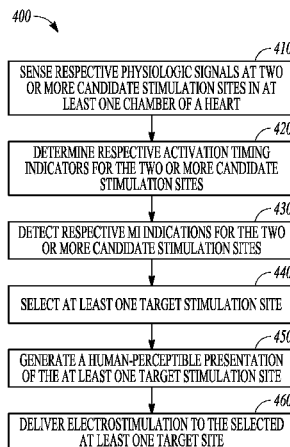 400
410
SENSE RESPECTIVE PHYSIOLOGIC SIGNALS AT TWO
OR MORE CANDIDATE STIMULATION SITES IN AT
LEAST ONE CHAMBER OF A HEART
420
DETERMINE RESPECTIVE ACTIVATION TIMING
INDICATORS FOR THE TWO OR MORE CANDIDATE
STIMULATION SITES
430
DETECT RESPECTIVE MI INDICATIONS FOR THE TWO
OR MORE CANDIDATE STIMULATION SITES
440
SELECT AT LEAST ONE TARGET STIMULATION SITE
450
GENERATE A HUMAN-PERCEPTIBLE PRESENTATION
OF THE AT LEAST ONE TARGET STIMULATION SITE
460
DELIVER ELECTROSTIMULATION TO THE SELECTED
AT LEAST ONE TARGET SITE